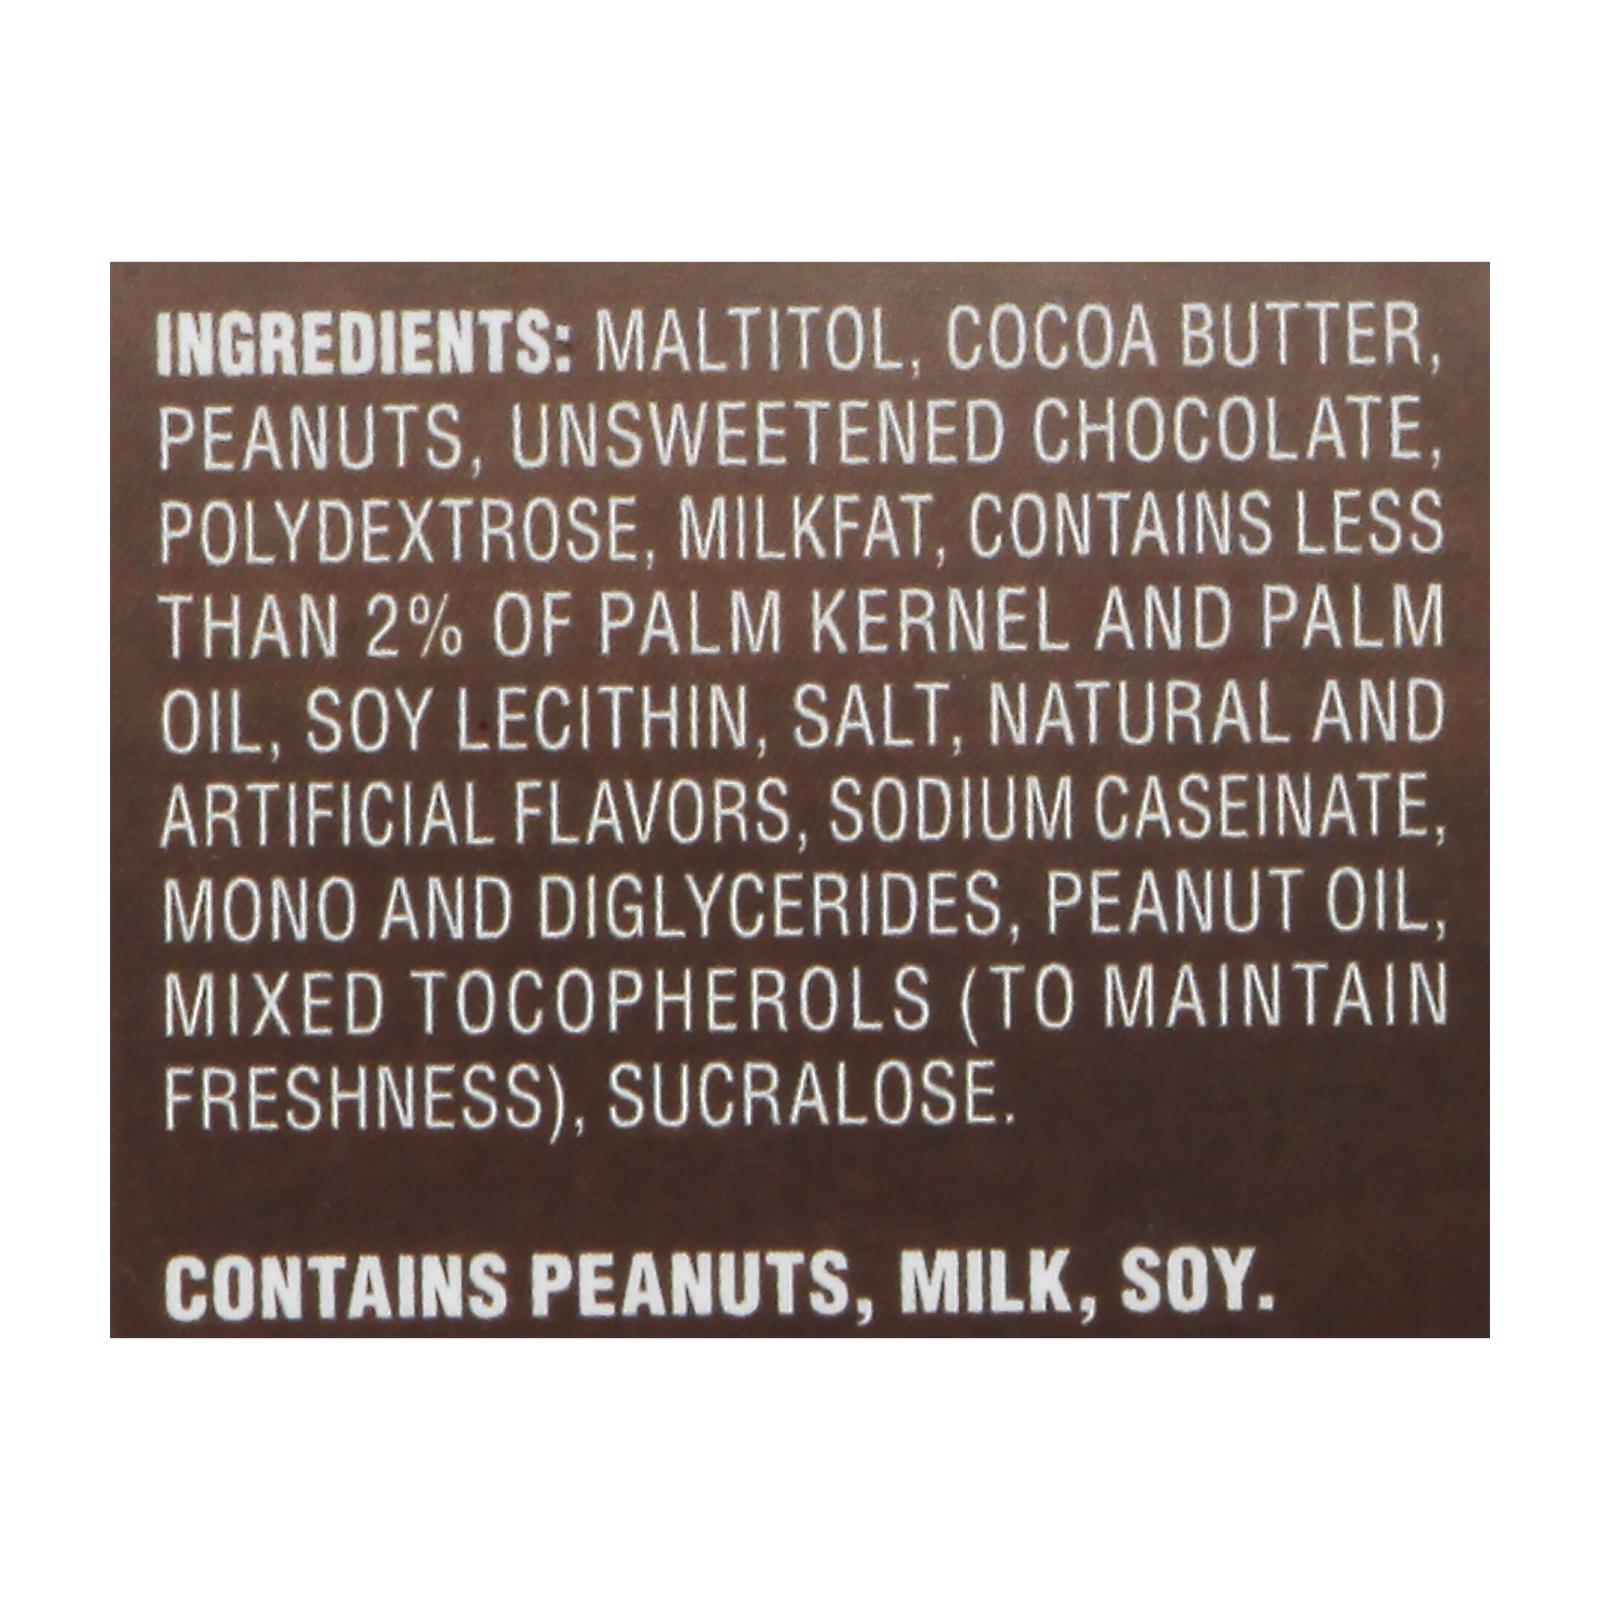 INGREDIENTS: MALTITOL, COCOA BUTTER,
PEANUTS, UNSWEETENED CHOCOLATE,
POLYDEXTROSE, MILKFAT, CONTAINS LESS
THAN 2% OF PALM KERNEL AND PALM
OIL, SOY LECITHIN, SALT, NATURAL AND
ARTIFICIAL FLAVORS, SODIUM CASEINATE,
MONO AND DIGLYCERIDES, PEANUT OIL,
MIXED TOCOPHEROLS (TO MAINTAIN
FRESHNESS), SUCRALOSE.
CONTAINS PEANUTS, MILK, SOY.